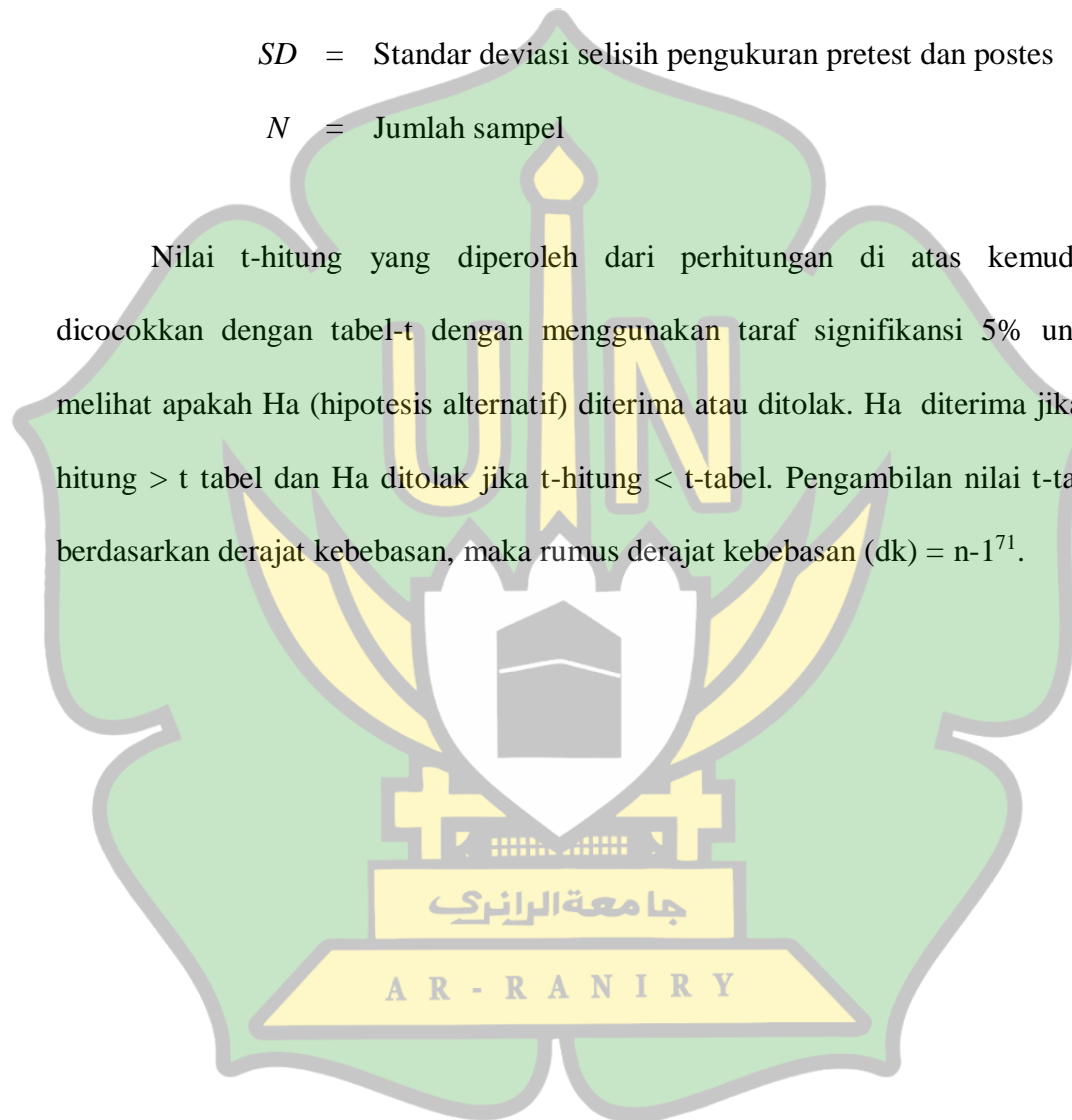 SD = Standar deviasi selisih pengukuran pretest dan postes
N = Jumlah sampel
Nilai t-hitung yang diperoleh dari perhitungan di atas kemud
dicocokkan dengan tabel-t dengan menggunakan taraf signifikansi 5% un
melihat apakah Ha (hipotesis alternatif) diterima atau ditolak. Ha diterima jika
hitung > t tabel dan Ha ditolak jika t-hitung < t-tabel. Pengambilan nilai t-ta
berdasarkan derajat kebebasan, maka rumus derajat kebebasan (dk) = n-1⁷¹.
UIN
جامعة الرانري
AR-RANIRY